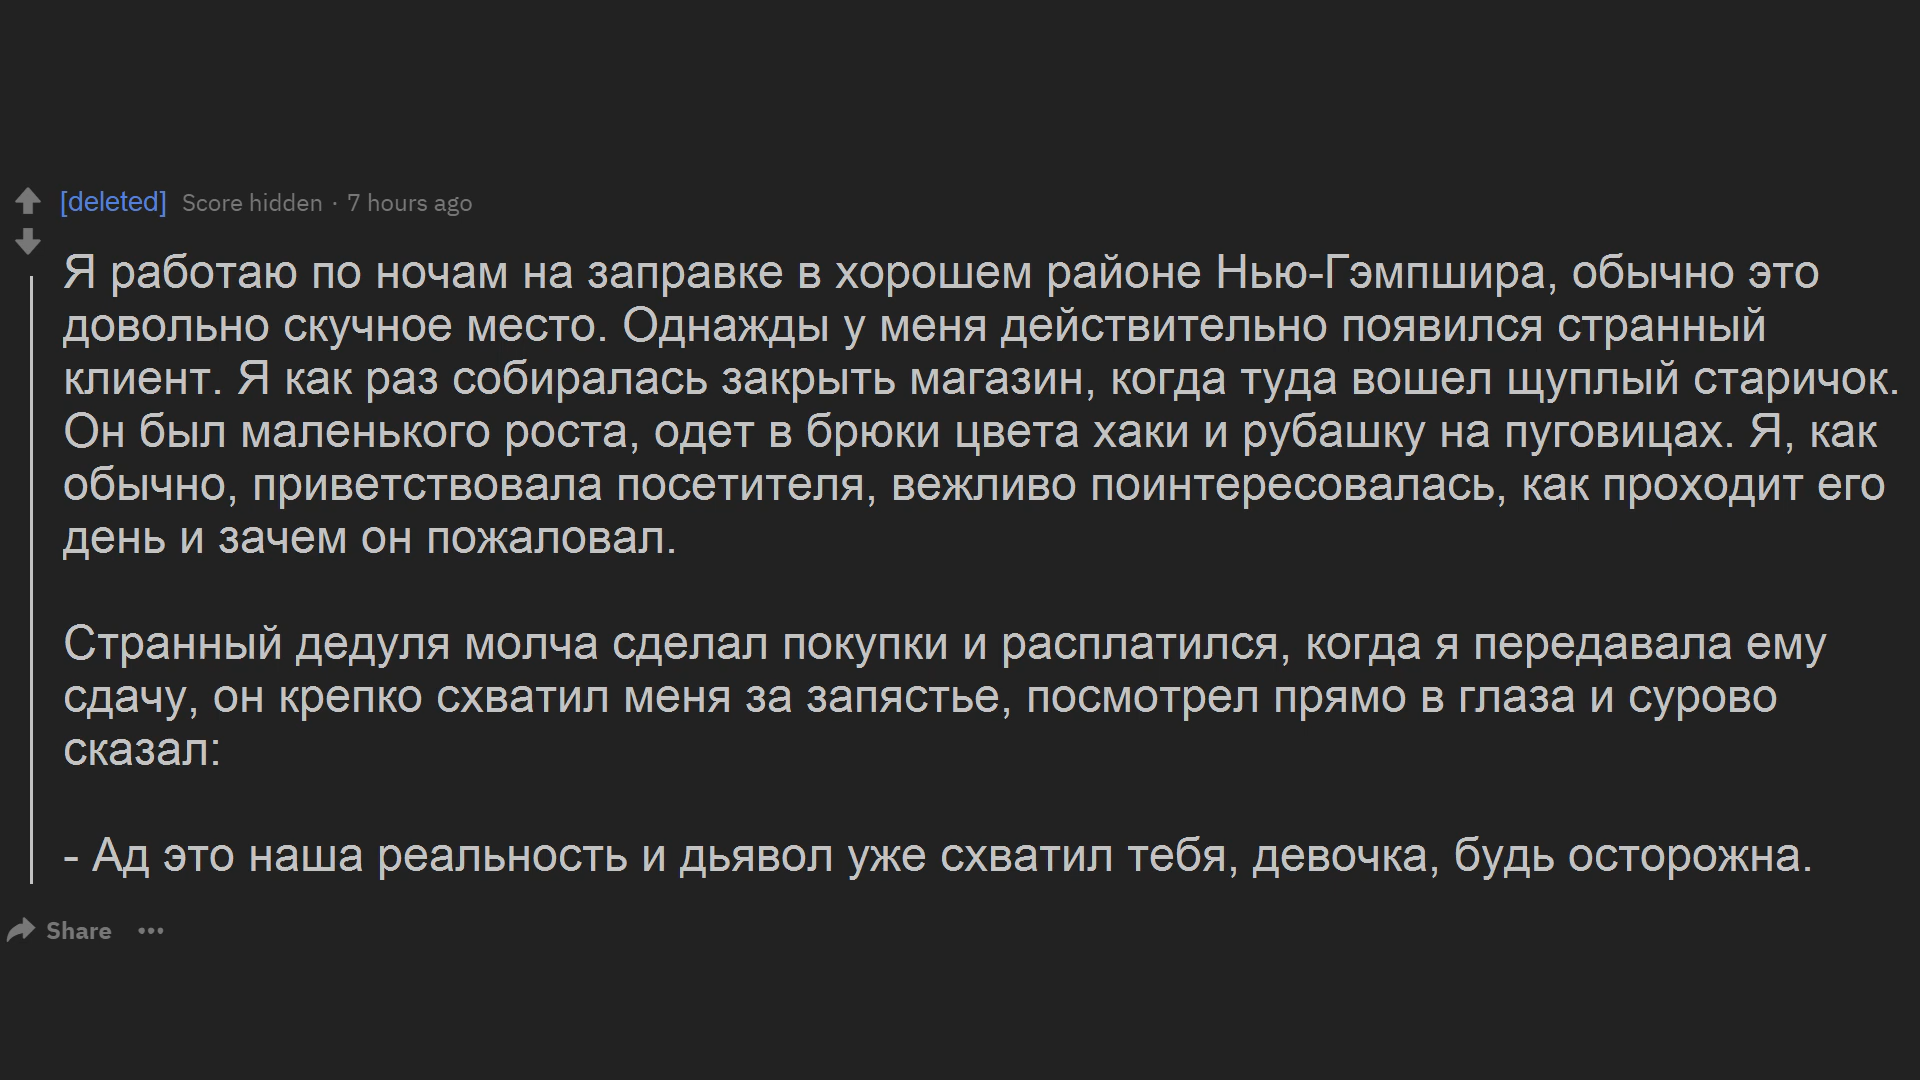 [deleted] Score hidden · 7 hours ago
Я работаю по ночам на заправке в хорошем районе Нью-Гэмпшира, обычно это
довольно скучное место. Однажды у меня действительно появился странный
клиент. Я как раз собиралась закрыть магазин, когда туда вошел щуплый старичок.
Он был маленького роста, одет в брюки цвета хаки и рубашку на пуговицах. Я, как
обычно, приветствовала посетителя, вежливо поинтересовалась, как проходит его
день и зачем он пожаловал.
Странный дедуля молча сделал покупки и расплатился, когда я передавала ему
сдачу, он крепко схватил меня за запястье, посмотрел прямо в глаза и сурово
сказал:
- Ад это наша реальность и дьявол уже схватил тебя, девочка, будь осторожна.
Share ···